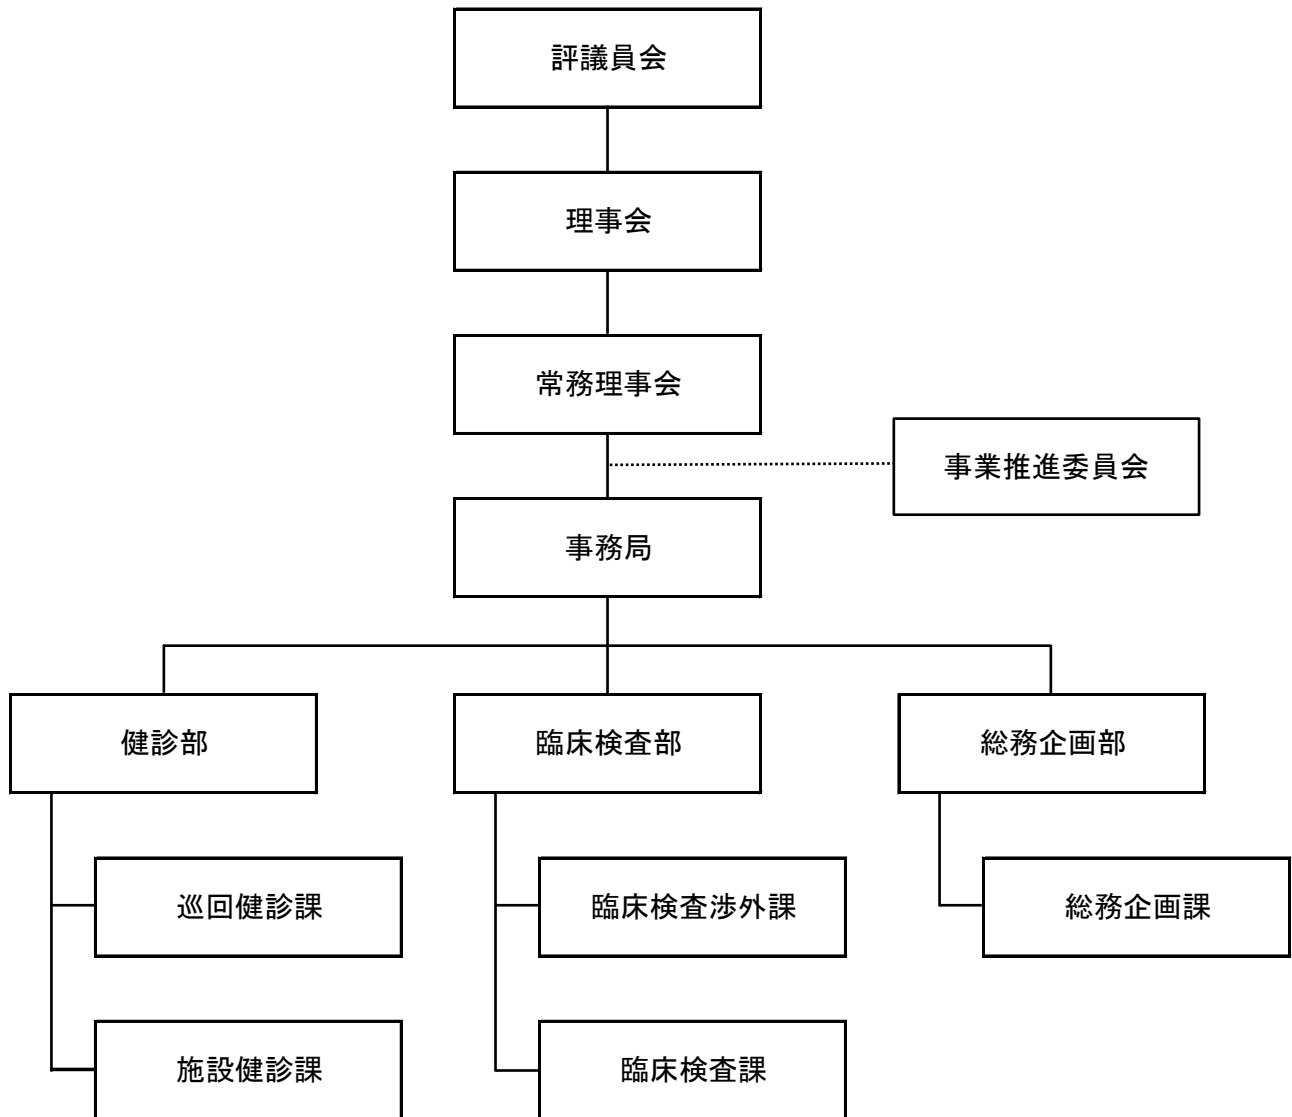 評議員会
理事会
常務理事会
事業推進委員会
事務局
健診部
臨床検査部
総務企画部
巡回健診課
臨床検査渉外課
総務企画課
施設健診課
臨床検査課